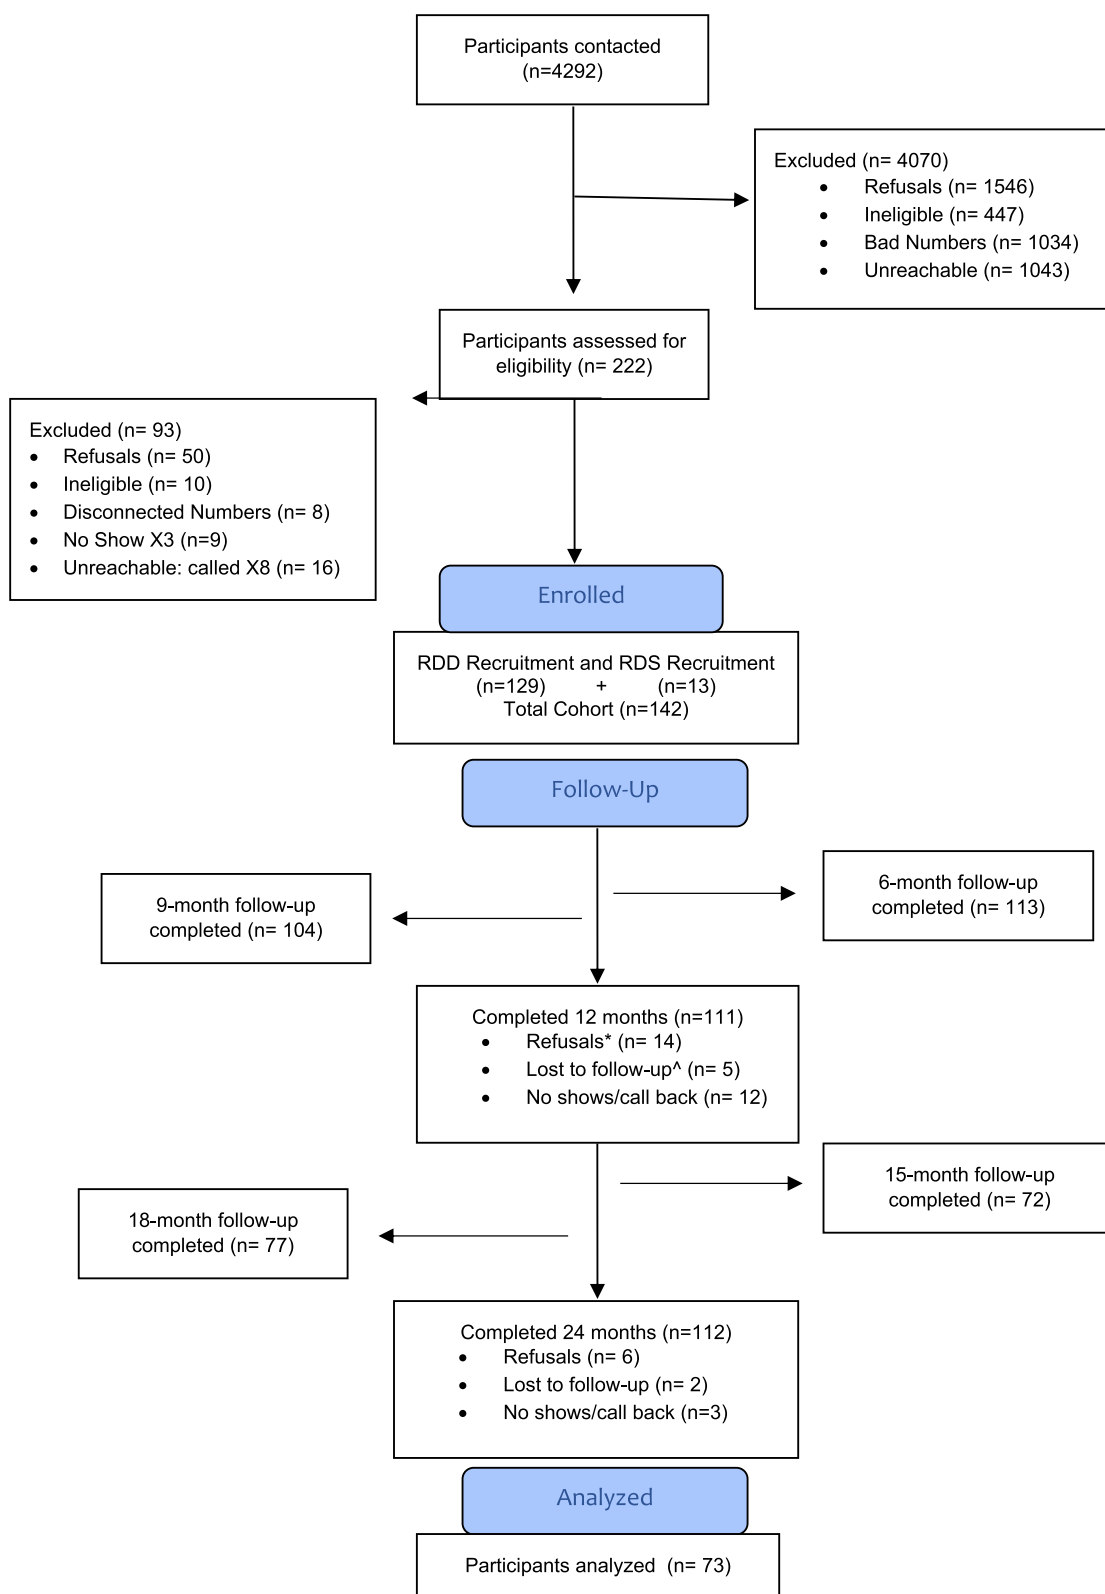 Participants contacted
(n=4292)
Excluded (n= 4070)
• Refusals (n= 1546)
• Ineligible (n= 447)
• Bad Numbers (n= 1034)
• Unreachable (n= 1043)
Participants assessed for
eligibility (n= 222)
Excluded (n= 93)
• Refusals (n= 50)
• Ineligible (n= 10)
• Disconnected Numbers (n= 8)
• No Show X3 (n=9)
• Unreachable: called X8 (n= 16)
Enrolled
RDD Recruitment and RDS Recruitment
(n=129) + (n=13)
Total Cohort (n=142)
Follow-Up
6-month follow-up
completed (n= 113)
9-month follow-up
completed (n= 104)
Completed 12 months (n=111)
• Refusals* (n= 14)
• Lost to follow-up^ (n= 5)
• No shows/call back (n= 12)
15-month follow-up
completed (n= 72)
18-month follow-up
completed (n= 77)
Completed 24 months (n=112)
• Refusals (n= 6)
• Lost to follow-up (n= 2)
• No shows/call back (n=3)
Analyzed
Participants analyzed (n= 73)